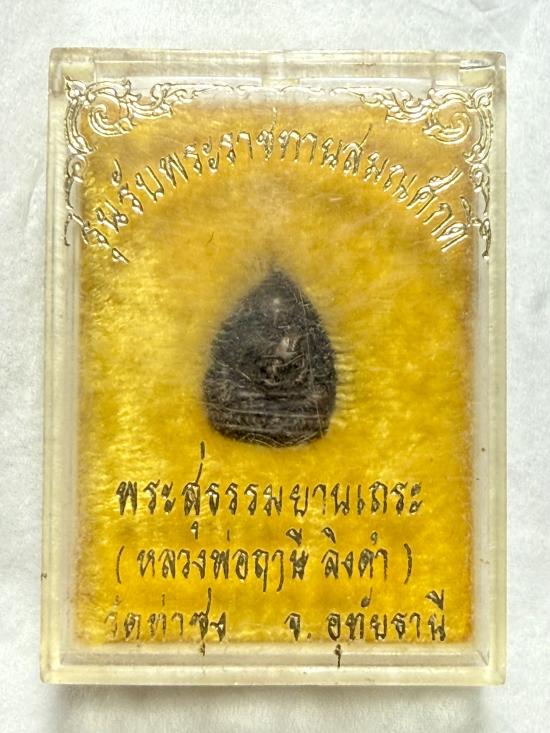 รุ่นรับพระราชทานสมณศักดิ์
พระสุธรรมยานเถระ
( หลวงพ่อฤาษี ลิงดำ )
วัดท่าซุง จ. อุทัยธานี